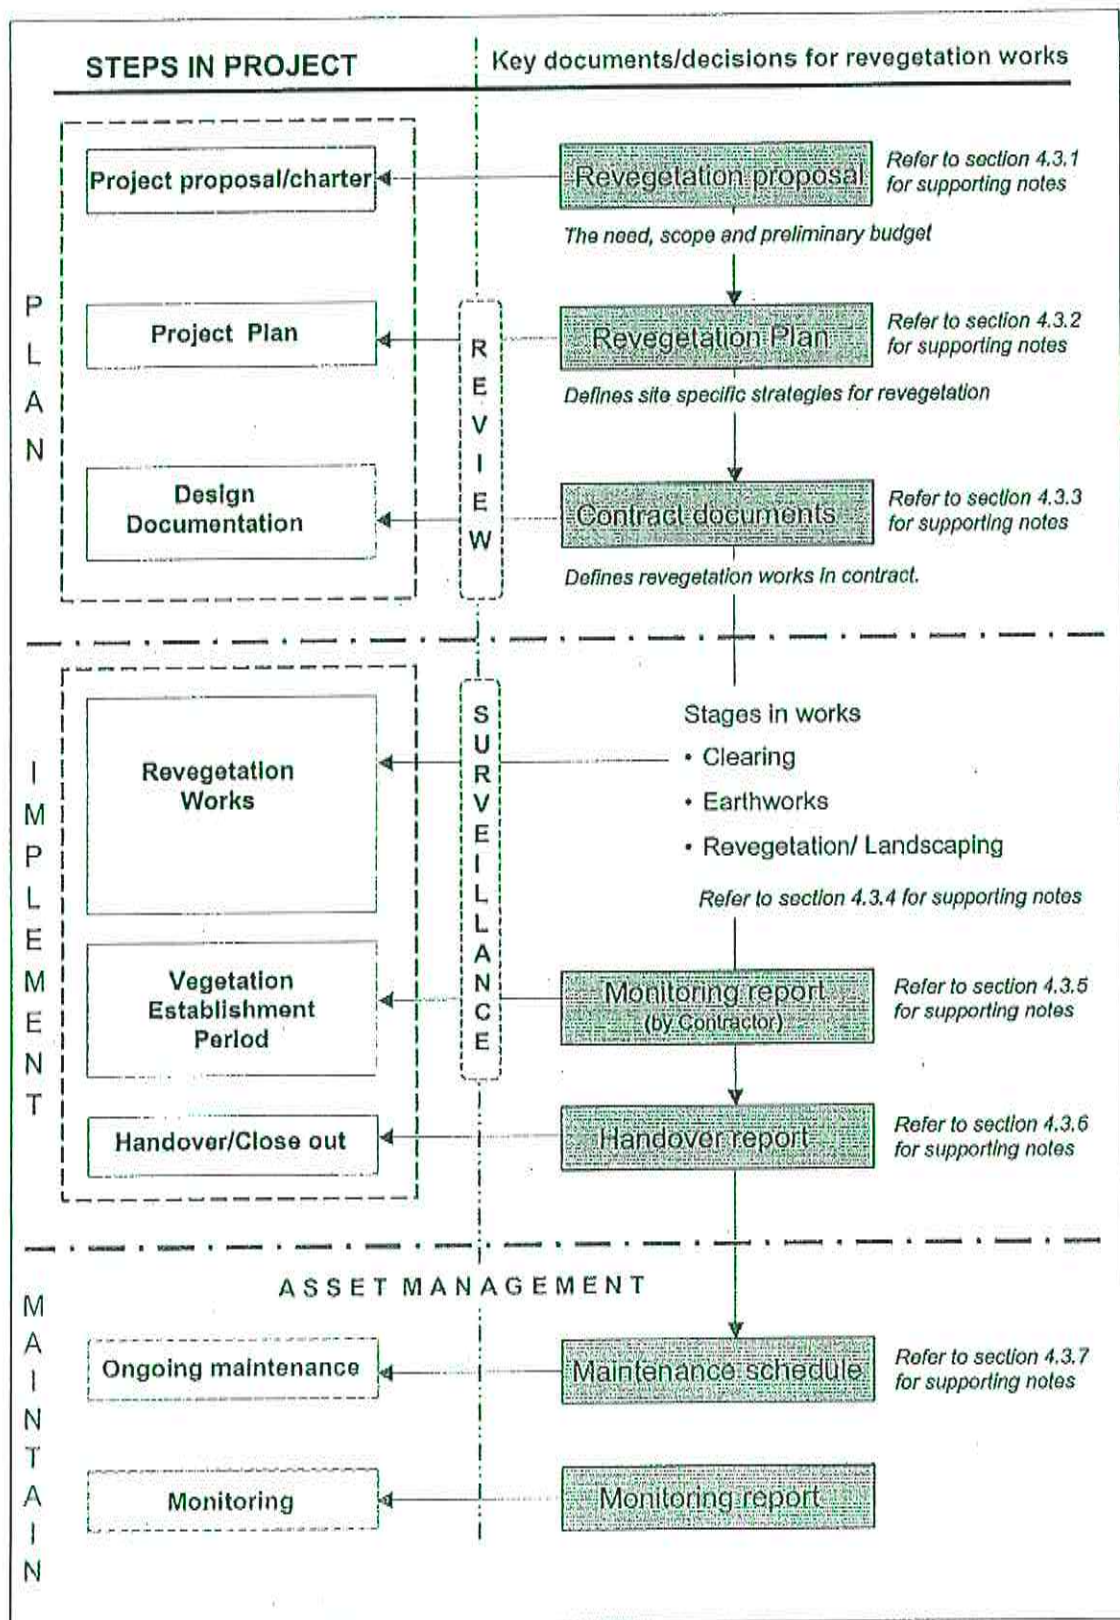 STEPS IN PROJECT
Key documents/decisions for revegetation works
PLAN
Project proposal/charter
Revegetation proposal
Refer to section 4.3.1
for supporting notes
The need, scope and preliminary budget
REVIEW
Project Plan
Revegetation Plan
Refer to section 4.3.2
for supporting notes
Defines site specific strategies for revegetation
Design
Documentation
Contract documents
Refer to section 4.3.3
for supporting notes
Defines revegetation works in contract.
IMPLEMENT
SURVEILLANCE
Revegetation
Works
Stages in works
• Clearing
• Earthworks
• Revegetation/ Landscaping
Refer to section 4.3.4 for supporting notes
Vegetation
Establishment
Period
Monitoring report
(by Contractor)
Refer to section 4.3.5
for supporting notes
Handover/Close out
Handover report
Refer to section 4.3.6
for supporting notes
MAINTAIN
ASSET MANAGEMENT
Ongoing maintenance
Maintenance schedule
Refer to section 4.3.7
for supporting notes
Monitoring
Monitoring report